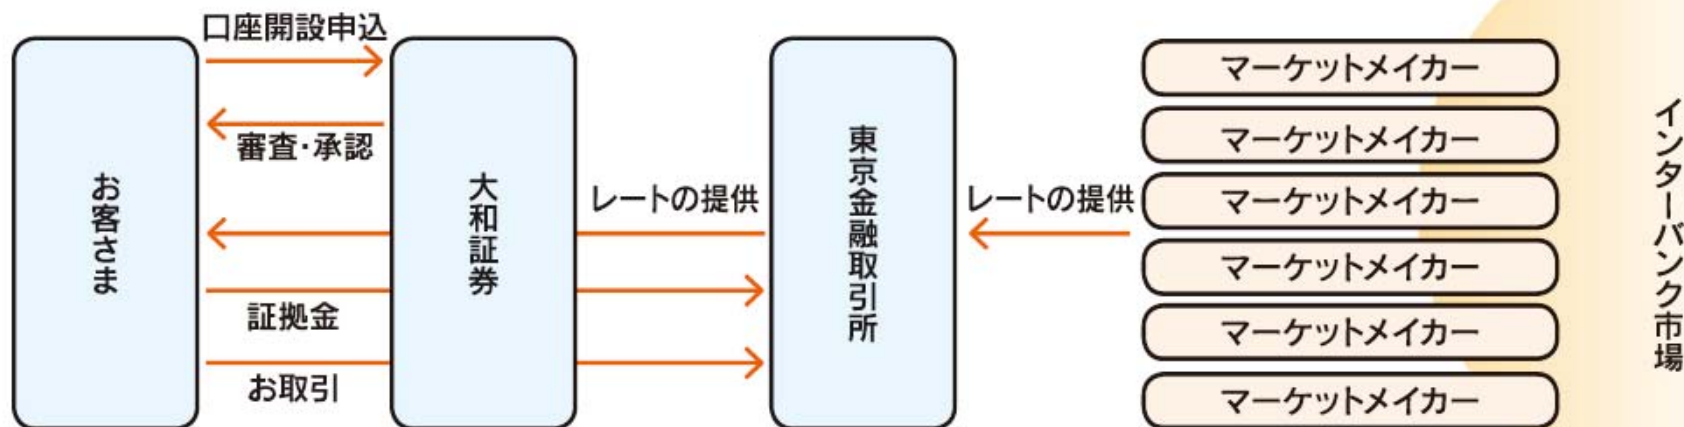 口座開設申込
審査・承認
お客さま
大和証券
レートの提供
証拠金
お取引
東京金融取引所
レートの提供
マーケットメイカー
マーケットメイカー
マーケットメイカー
マーケットメイカー
マーケットメイカー
マーケットメイカー
インターバンク市場